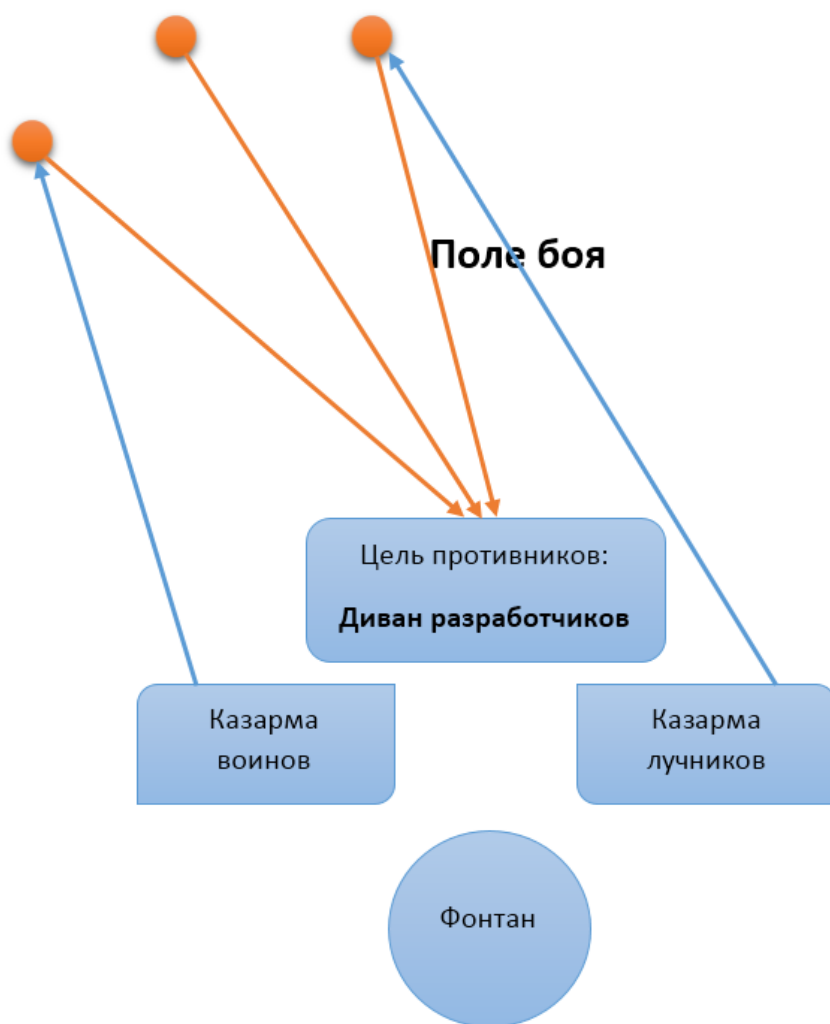 Поле боя
Цель противников:
Диван разработчиков
Казарма
воинов
Казарма
лучников
Фонтан